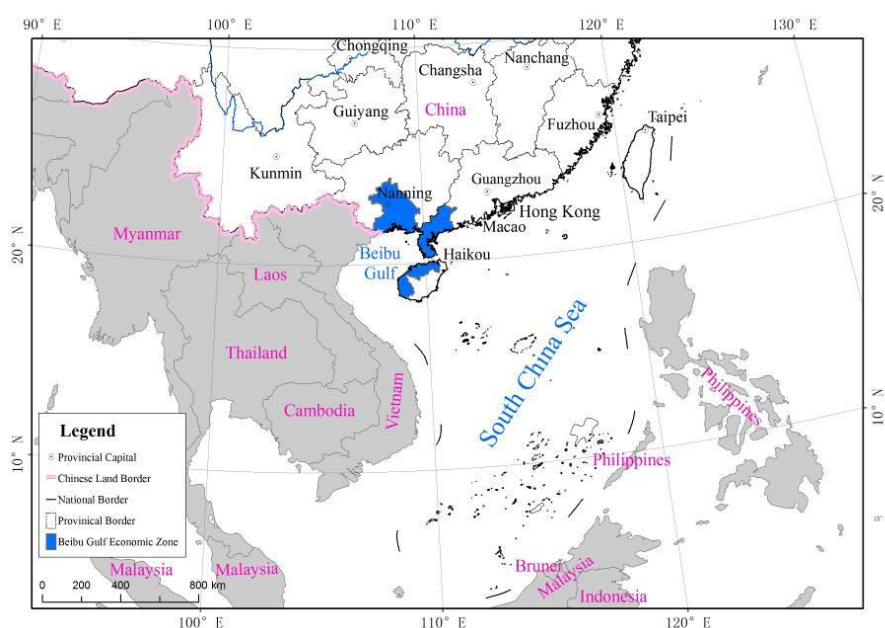 90° E
100° E
110° E
120° E
130° E
Chongqing
Changsha
Nanchang
Guiyang
China
Fuzhou
Taipei
Kunmin
Nanning
Guangzhou
Hong Kong
Macao
20° N
20° N
Myanmar
Beibu
Gulf
Haikou
Laos
South China Sea
Thailand
Vietnam
Cambodia
Philippines
10° N
Philippines
10° N
Legend
Provincial Capital
Chinese Land Border
National Border
Provinical Border
Beibu Gulf Economic Zone
Malaysia
Malaysia
Brunei
Malaysia
Indonesia
0 200 400 600 800 km
100° E
110° E
120° E